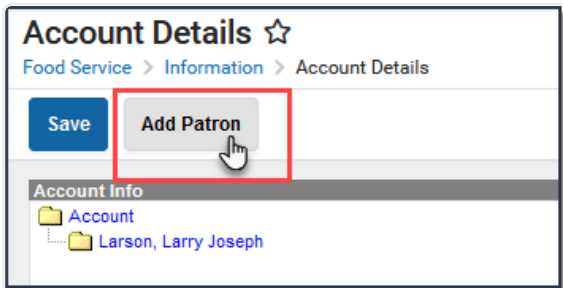 Account Details
Food Service > Information > Account Details
Save Add Patron
Account Info
Account
Larson, Larry Joseph